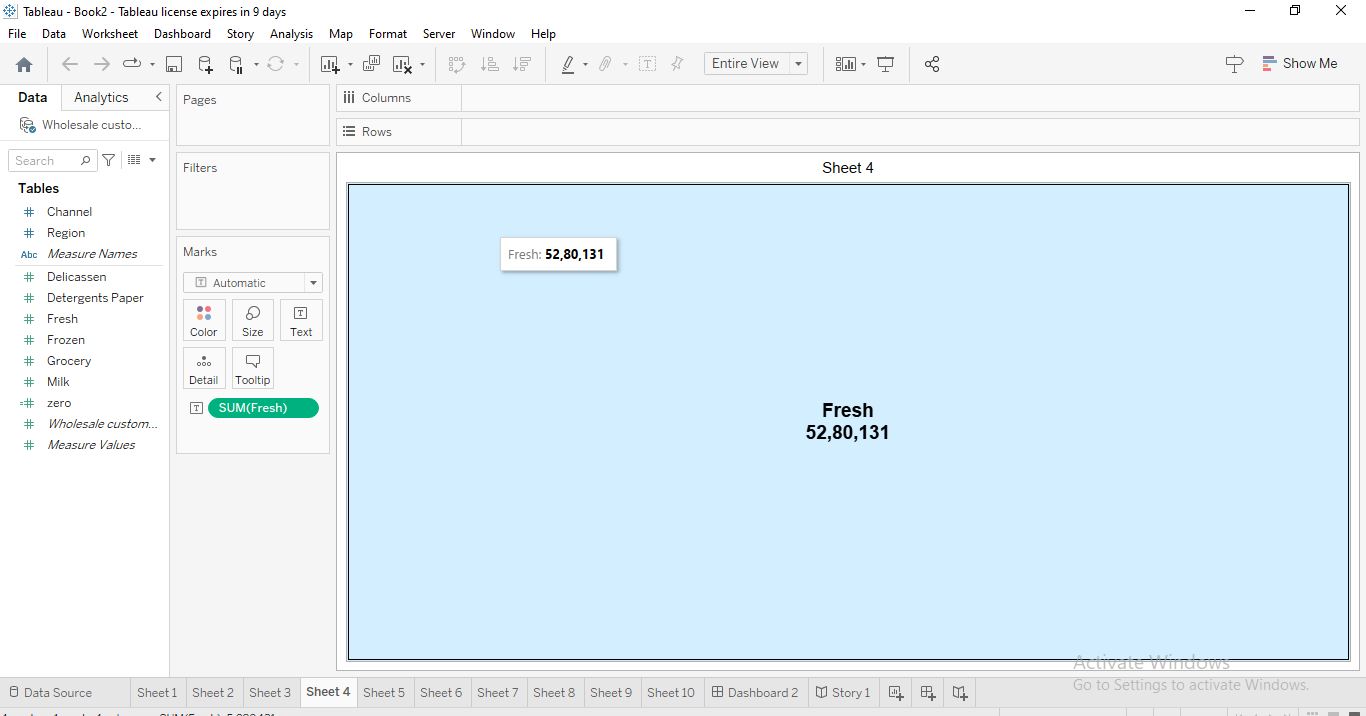 Tableau - Book2 - Tableau license expires in 9 days
File Data Worksheet Dashboard Story Analysis Map Format Server Window Help
Entire View
Show Me
Data Analytics
Wholesale custo...
Search
Tables
Channel
Region
Abc Measure Names
Delicassen
Detergents Paper
Fresh
Frozen
Grocery
Milk
zero
Wholesale custom...
Measure Values
Pages
Filters
Marks
Automatic
Color Size Text
Detail Tooltip
SUM(Fresh)
Columns
Rows
Sheet 4
Fresh: 52,80,131
Fresh
52,80,131
Activate Windows
Go to Settings to activate Windows.
Data Source Sheet 1 Sheet 2 Sheet 3 Sheet 4 Sheet 5 Sheet 6 Sheet 7 Sheet 8 Sheet 9 Sheet 10 Dashboard 2 Story 1